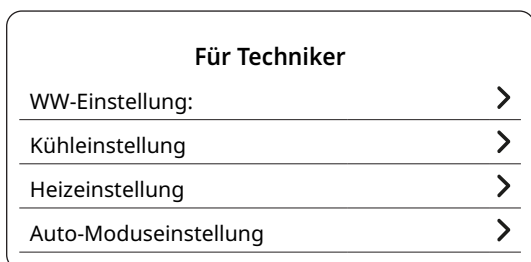 Für Techniker
WW-Einstellung:
Kühleinstellung
Heizeinstellung
Auto-Moduseinstellung